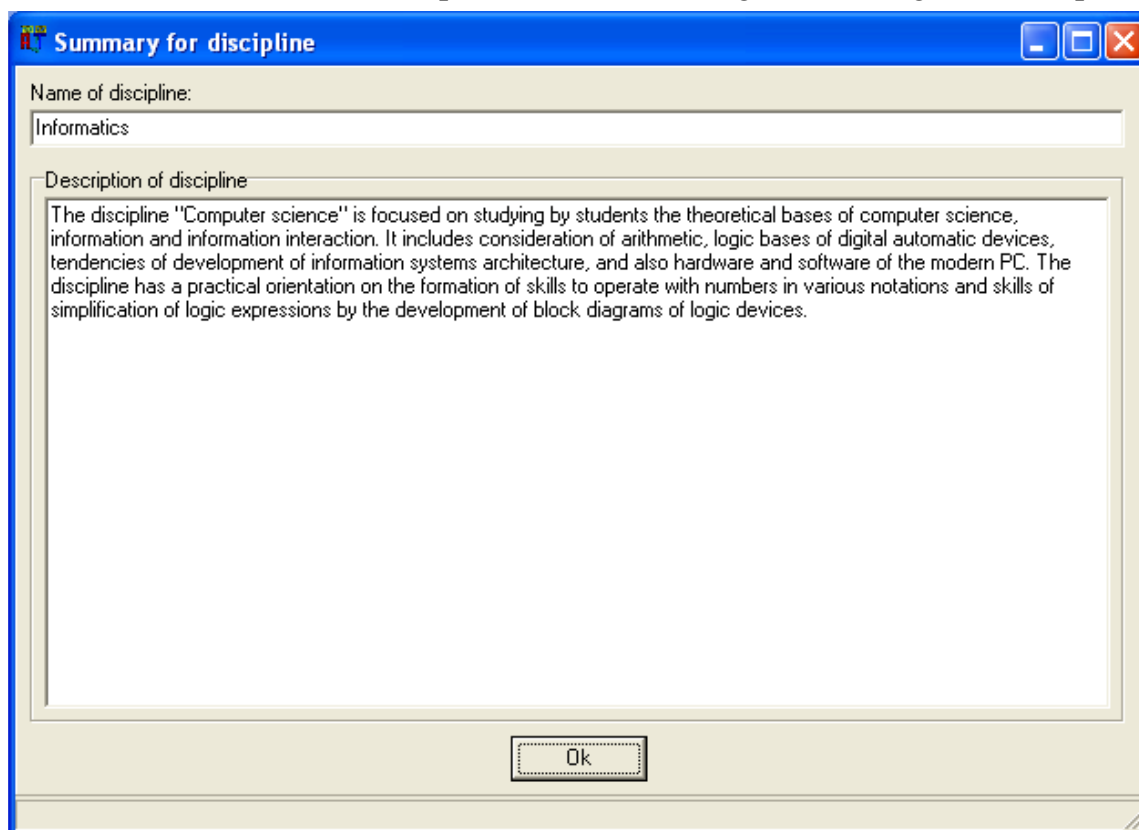 Summary for discipline
Name of discipline:
Informatics
Description of discipline
The discipline "Computer science" is focused on studying by students the theoretical bases of computer science,
information and information interaction. It includes consideration of arithmetic, logic bases of digital automatic devices,
tendencies of development of information systems architecture, and also hardware and software of the modern PC. The
discipline has a practical orientation on the formation of skills to operate with numbers in various notations and skills of
simplification of logic expressions by the development of block diagrams of logic devices.
Ok